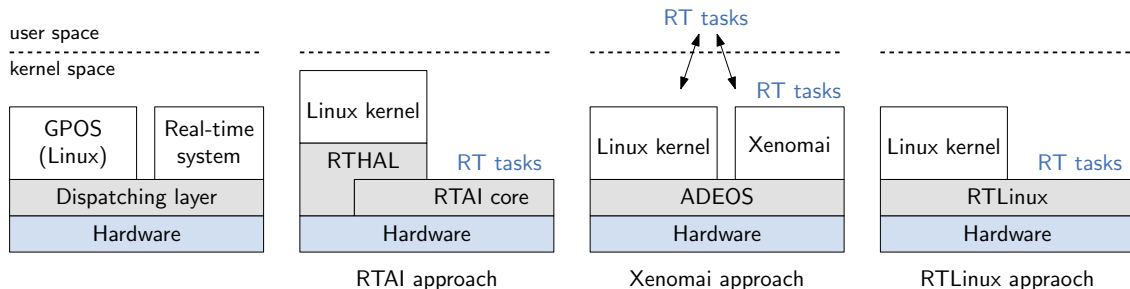 user space
kernel space
GPOS
(Linux)
Real-time
system
Dispatching layer
Hardware
Linux kernel
RTHAL
RT tasks
RTAI core
Hardware
RTAI approach
RT tasks
RT tasks
Linux kernel
Xenomai
ADEOS
Hardware
Xenomai approach
Linux kernel
RT tasks
RTLinux
Hardware
RTLinux appraoch